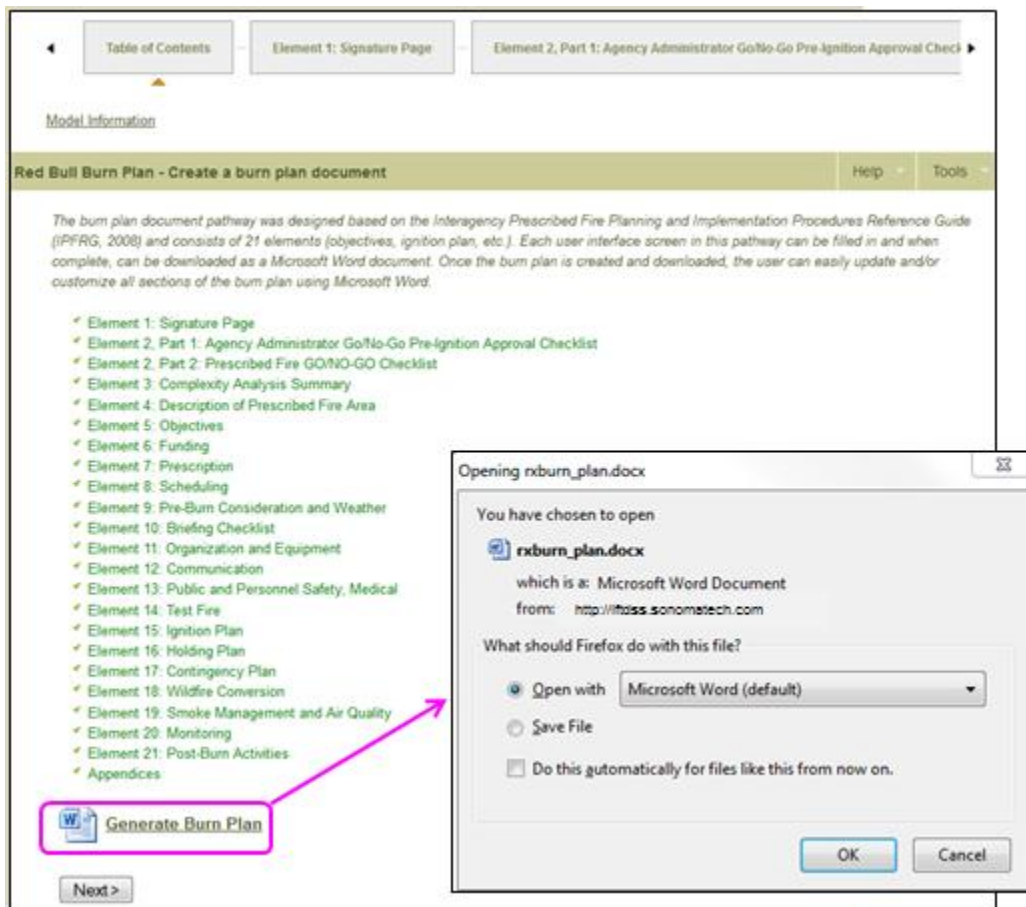 Table of Contents
Element 1: Signature Page
Element 2, Part 1: Agency Administrator Go/No-Go Pre-Ignition Approval Check
Model Information
Red Bull Burn Plan - Create a burn plan document
Help
Tools
The burn plan document pathway was designed based on the Interagency Prescribed Fire Planning and Implementation Procedures Reference Guide
(IPFRG, 2008) and consists of 21 elements (objectives, ignition plan, etc.). Each user interface screen in this pathway can be filled in and when
complete, can be downloaded as a Microsoft Word document. Once the burn plan is created and downloaded, the user can easily update and/or
customize all sections of the burn plan using Microsoft Word.
Element 1: Signature Page
Element 2, Part 1: Agency Administrator Go/No-Go Pre-Ignition Approval Checklist
Element 2, Part 2: Prescribed Fire GO/NO-GO Checklist
Element 3: Complexity Analysis Summary
Element 4: Description of Prescribed Fire Area
Element 5: Objectives
Element 6: Funding
Element 7: Prescription
Element 8: Scheduling
Element 9: Pre-Burn Consideration and Weather
Element 10: Briefing Checklist
Element 11: Organization and Equipment
Element 12: Communication
Element 13: Public and Personnel Safety, Medical
Element 14: Test Fire
Element 15: Ignition Plan
Element 16: Holding Plan
Element 17: Contingency Plan
Element 18: Wildfire Conversion
Element 19: Smoke Management and Air Quality
Element 20: Monitoring
Element 21: Post-Burn Activities
Appendices
Generate Burn Plan
Next >
Opening rxburn_plan.docx
You have chosen to open
rxburn_plan.docx
which is a: Microsoft Word Document
from: http://iftdss.sonomatech.com
What should Firefox do with this file?
Open with
Microsoft Word (default)
Save File
Do this automatically for files like this from now on.
OK
Cancel